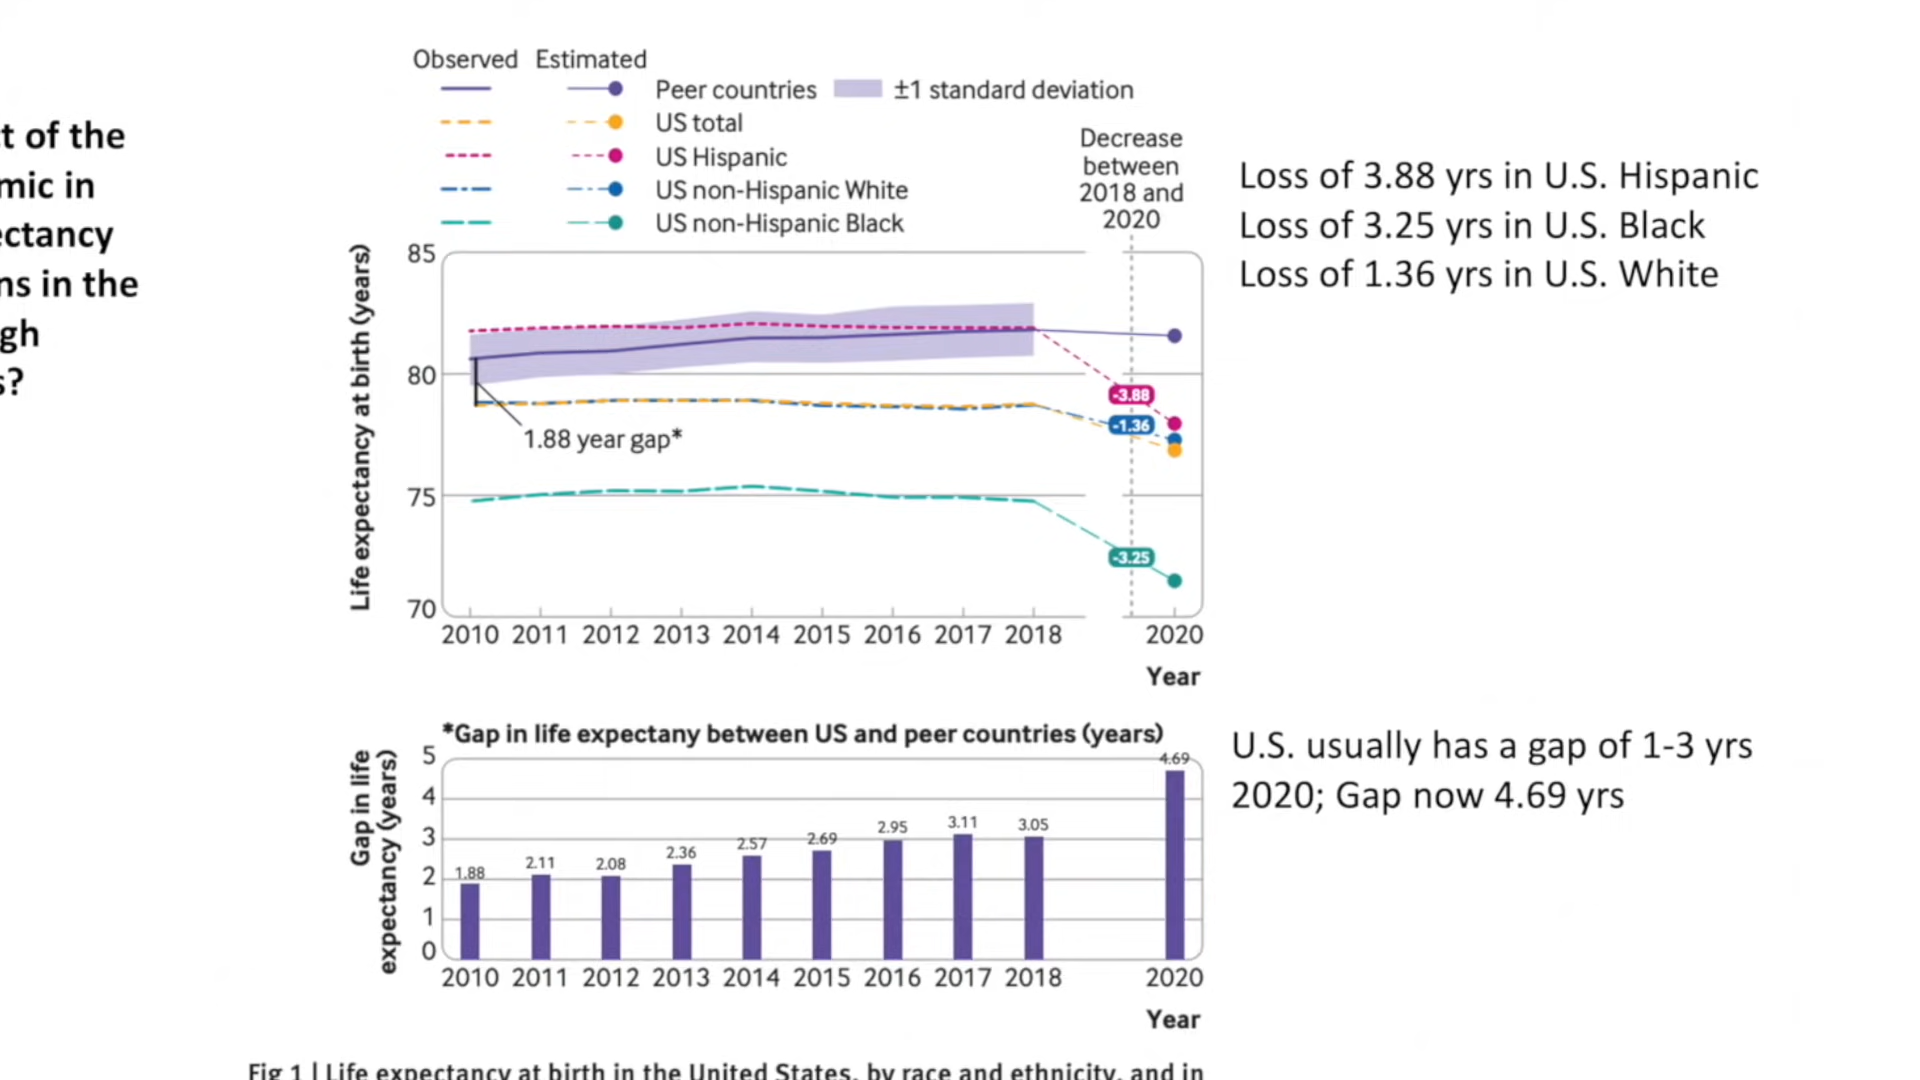 t of the
mic in
ectancy
ns in the
gh
s?
Observed Estimated
Peer countries ±1 standard deviation
US total
US Hispanic
US non-Hispanic White
US non-Hispanic Black
Decrease
between
2018 and
2020
Loss of 3.88 yrs in U.S. Hispanic
Loss of 3.25 yrs in U.S. Black
Loss of 1.36 yrs in U.S. White
Life expectancy at birth (years)
85
80
75
70
1.88 year gap*
-3.88
-1.36
-3.25
2010 2011 2012 2013 2014 2015 2016 2017 2018 2020
Year
*Gap in life expectany between US and peer countries (years)
Gap in life
expectancy (years)
5
4
3
2
1
0
1.88 2.11 2.08 2.36 2.57 2.69 2.95 3.11 3.05 4.69
2010 2011 2012 2013 2014 2015 2016 2017 2018 2020
Year
U.S. usually has a gap of 1-3 yrs
2020; Gap now 4.69 yrs
Fig 1 | Life expectancy at birth in the United States, by race and ethnicity, and in